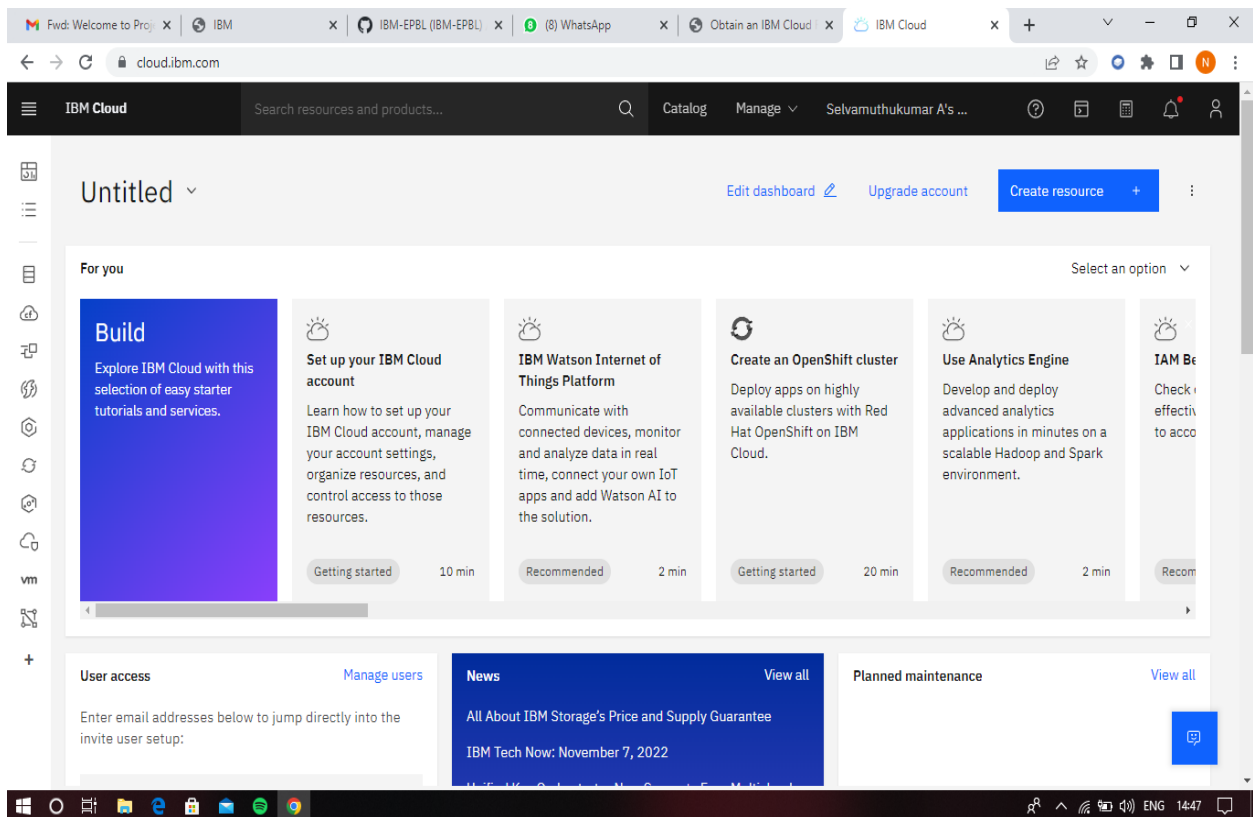 Fwd: Welcome to Proj
IBM
IBM-EPBL (IBM-EPBL)
(8) WhatsApp
Obtain an IBM Cloud
IBM Cloud
cloud.ibm.com
N
IBM Cloud
Search resources and products...
Catalog
Manage
Selvamuthukumar A's ...
Untitled
Edit dashboard
Upgrade account
Create resource +
For you
Select an option
Build
Explore IBM Cloud with this
selection of easy starter
tutorials and services.
Set up your IBM Cloud
account
Learn how to set up your
IBM Cloud account, manage
your account settings,
organize resources, and
control access to those
resources.
Getting started
10 min
IBM Watson Internet of
Things Platform
Communicate with
connected devices, monitor
and analyze data in real
time, connect your own IoT
apps and add Watson AI to
the solution.
Recommended
2 min
Create an OpenShift cluster
Deploy apps on highly
available clusters with Red
Hat OpenShift on IBM
Cloud.
Getting started
20 min
Use Analytics Engine
Develop and deploy
advanced analytics
applications in minutes on a
scalable Hadoop and Spark
environment.
Recommended
2 min
IAM Be
Check
effectiv
to acco
Recom
vm
User access
Manage users
Enter email addresses below to jump directly into the
invite user setup:
News
View all
All About IBM Storage's Price and Supply Guarantee
IBM Tech Now: November 7, 2022
Planned maintenance
View all
ENG
14:47